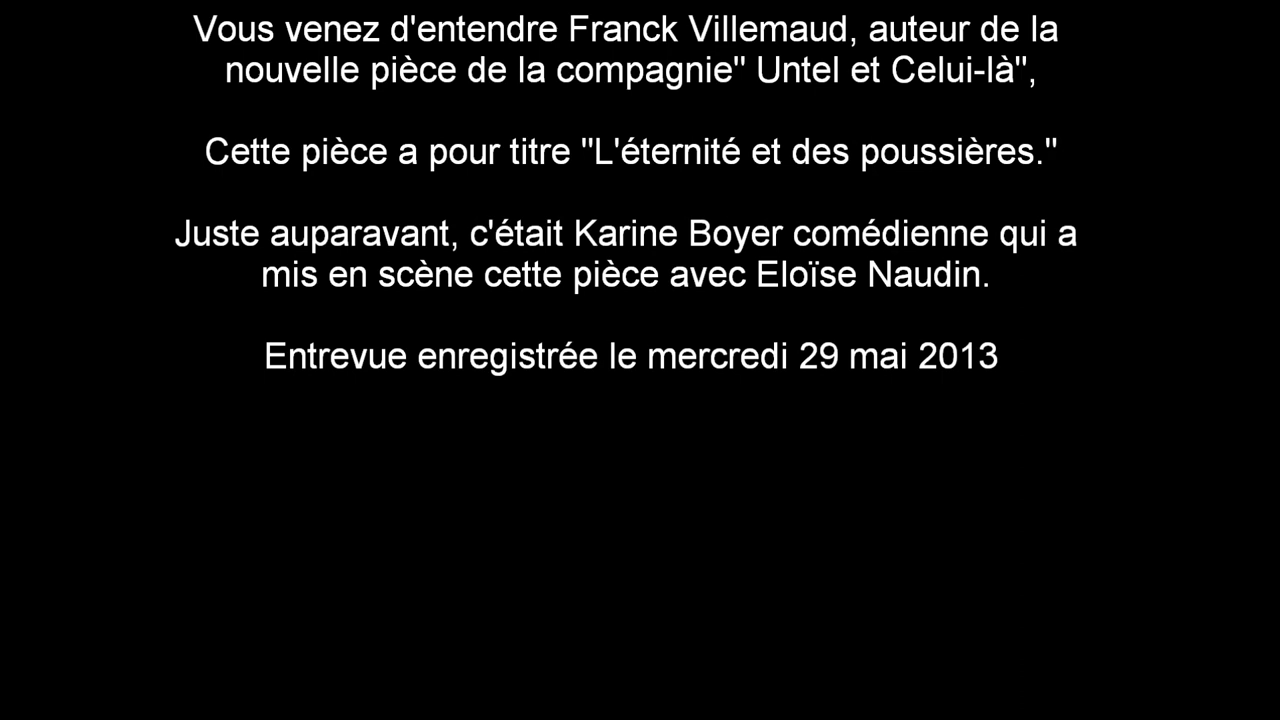 Vous venez d'entendre Franck Villemaud, auteur de la
nouvelle pièce de la compagnie" Untel et Celui-là",
Cette pièce a pour titre "L'éternité et des poussières."
Juste auparavant, c'était Karine Boyer comédienne qui a
mis en scène cette pièce avec Eloïse Naudin.
Entrevue enregistrée le mercredi 29 mai 2013